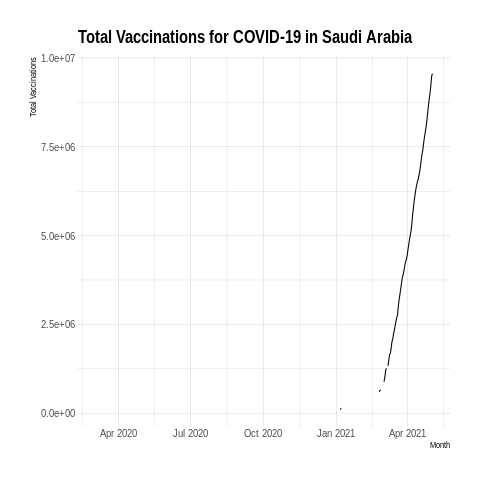 Total Vaccinations for COVID-19 in Saudi Arabia
Total Vaccinations
1.0e+07
7.5e+06
5.0e+06
2.5e+06
0.0e+00
Apr 2020 Jul 2020 Oct 2020 Jan 2021 Apr 2021
Month